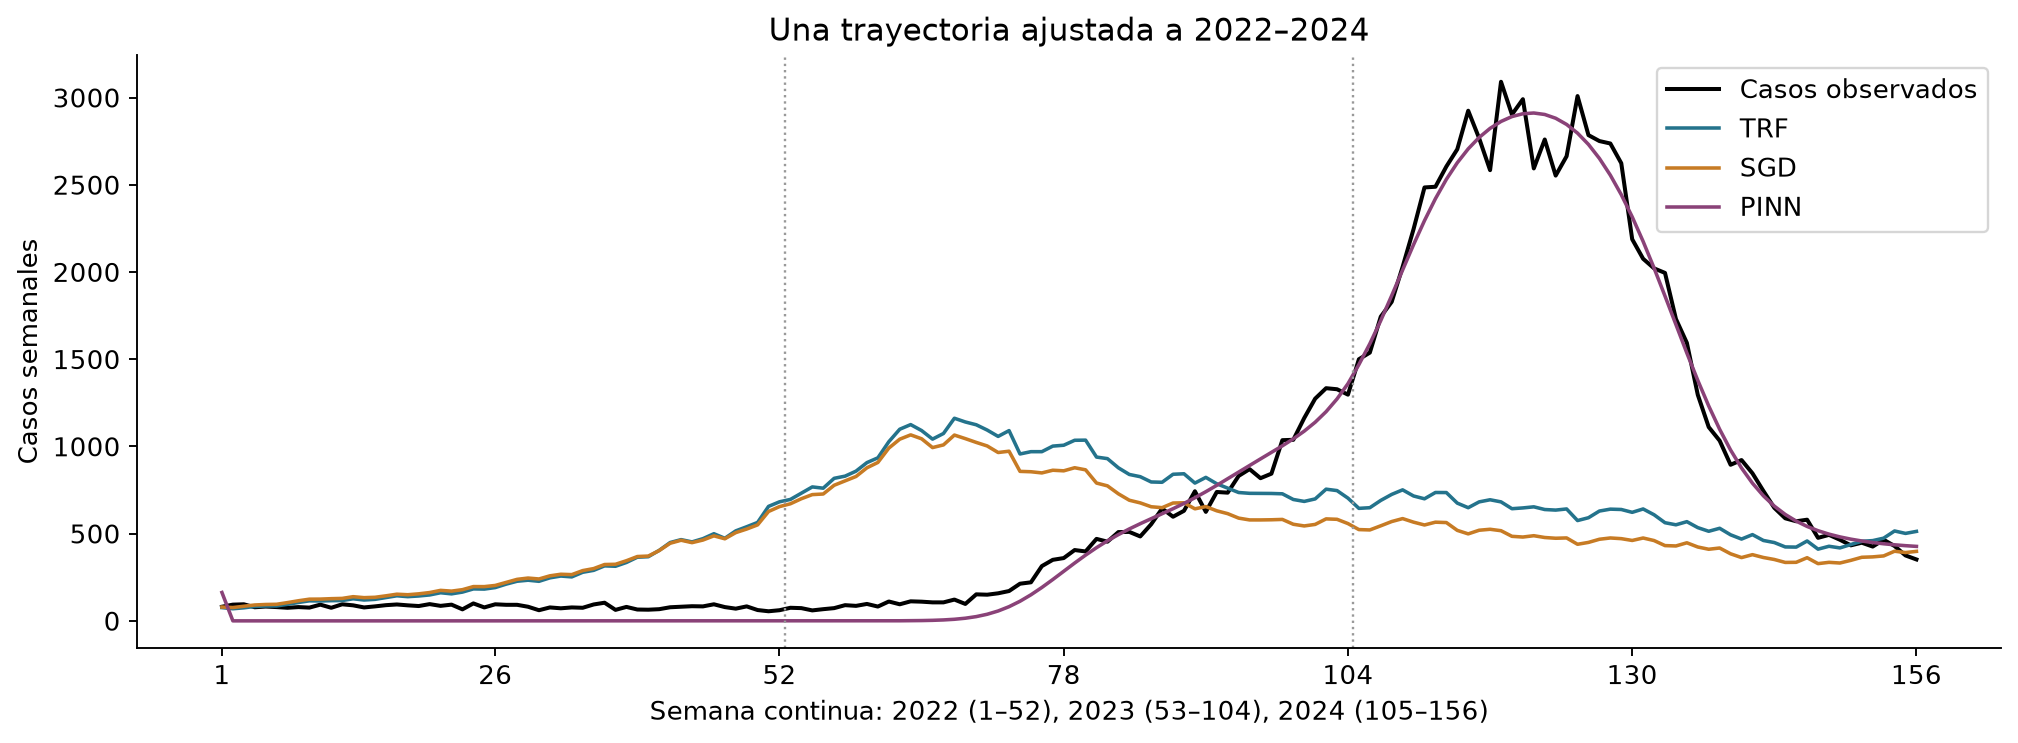 Una trayectoria ajustada a 2022–2024
Casos semanales
3000
2500
2000
1500
1000
500
0
Casos observados
TRF
SGD
PINN
1 26 52 78 104 130 156
Semana continua: 2022 (1–52), 2023 (53–104), 2024 (105–156)